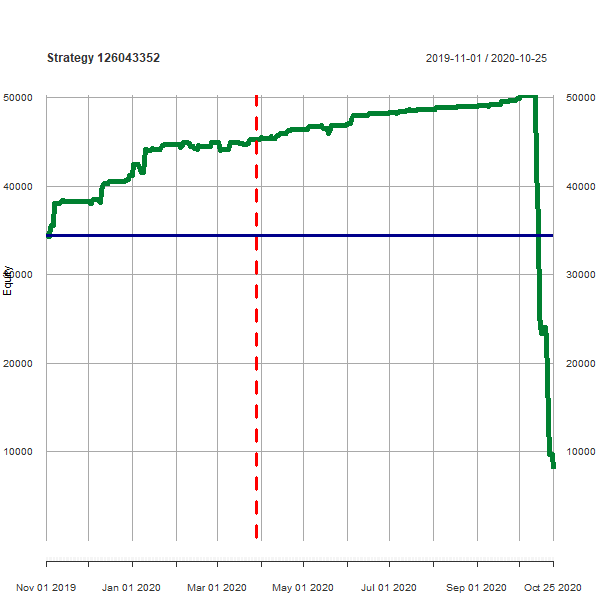 Strategy 126043352
2019-11-01 / 2020-10-25
50000
50000
40000
40000
30000
30000
Equity
20000
20000
10000
10000
Nov 01 2019
Jan 01 2020
Mar 01 2020
May 01 2020
Jul 01 2020
Sep 01 2020
Oct 25 2020